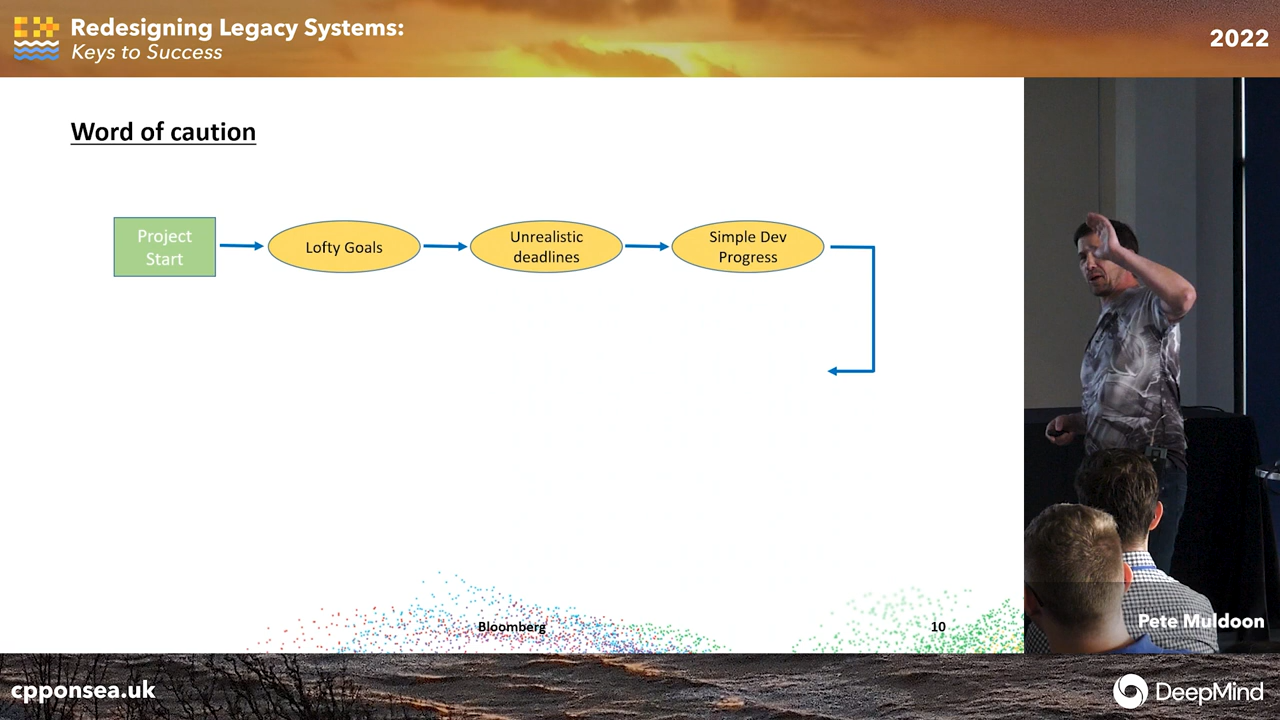 Redesigning Legacy Systems:
Keys to Success
2022
Word of caution
Project
Start
Lofty Goals
Unrealistic
deadlines
Simple Dev
Progress
Bloomberg
10
Pete Muldoon
cpponsea.uk
DeepMind